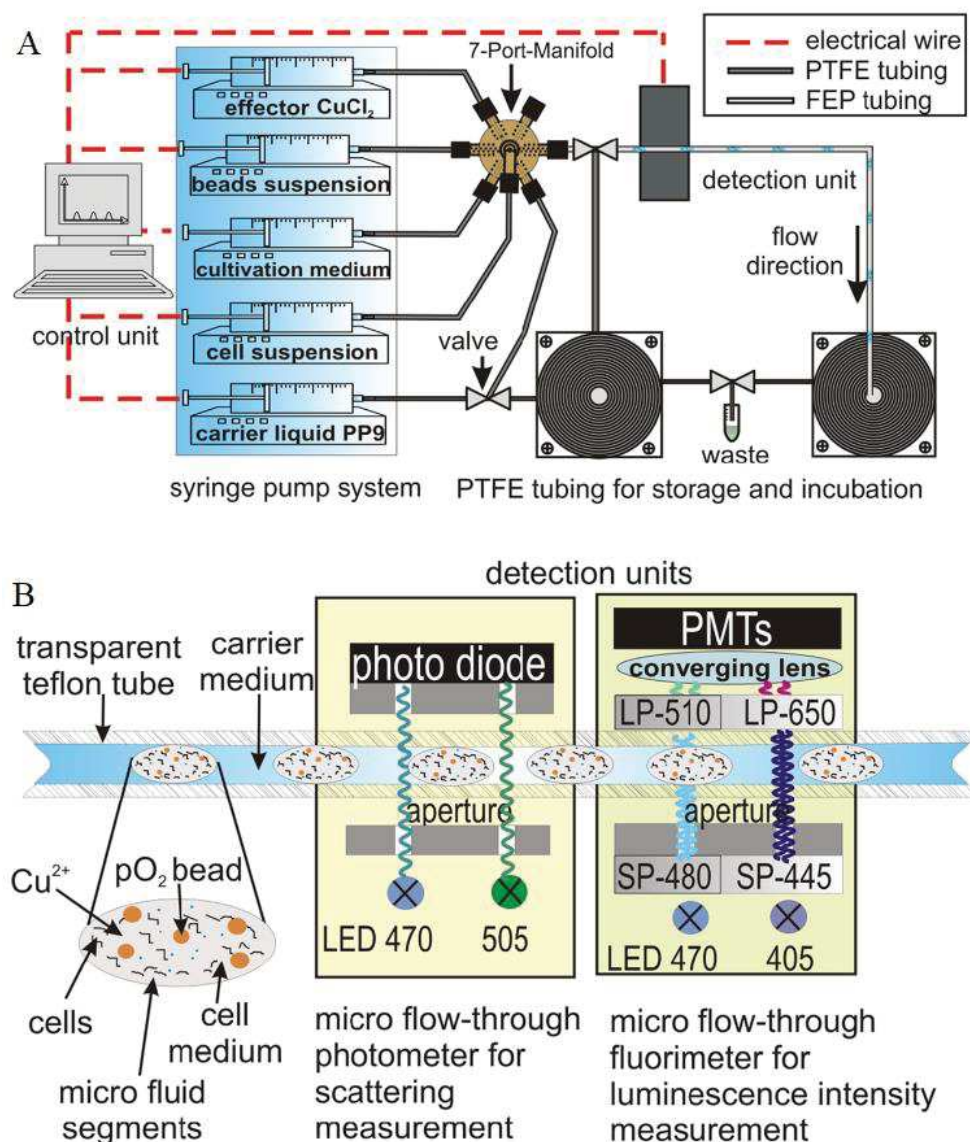 A
7-Port-Manifold
electrical wire
PTFE tubing
FEP tubing
effector CuCl₂
beads suspension
cultivation medium
cell suspension
carrier liquid PP9
control unit
detection unit
flow
direction
valve
waste
syringe pump system
PTFE tubing for storage and incubation
B
detection units
transparent
teflon tube
carrier
medium
photo diode
PMTs
converging lens
LP-510
LP-650
aperture
aperture
SP-480
SP-445
LED 470
505
LED 470
405
Cu²⁺
pO₂ bead
cells
cell
medium
micro fluid
segments
micro flow-through
photometer for
scattering
measurement
micro flow-through
fluorimeter for
luminescence intensity
measurement